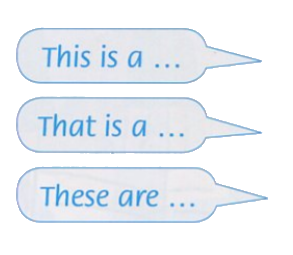 This is a ...
That is a ...
These are ...